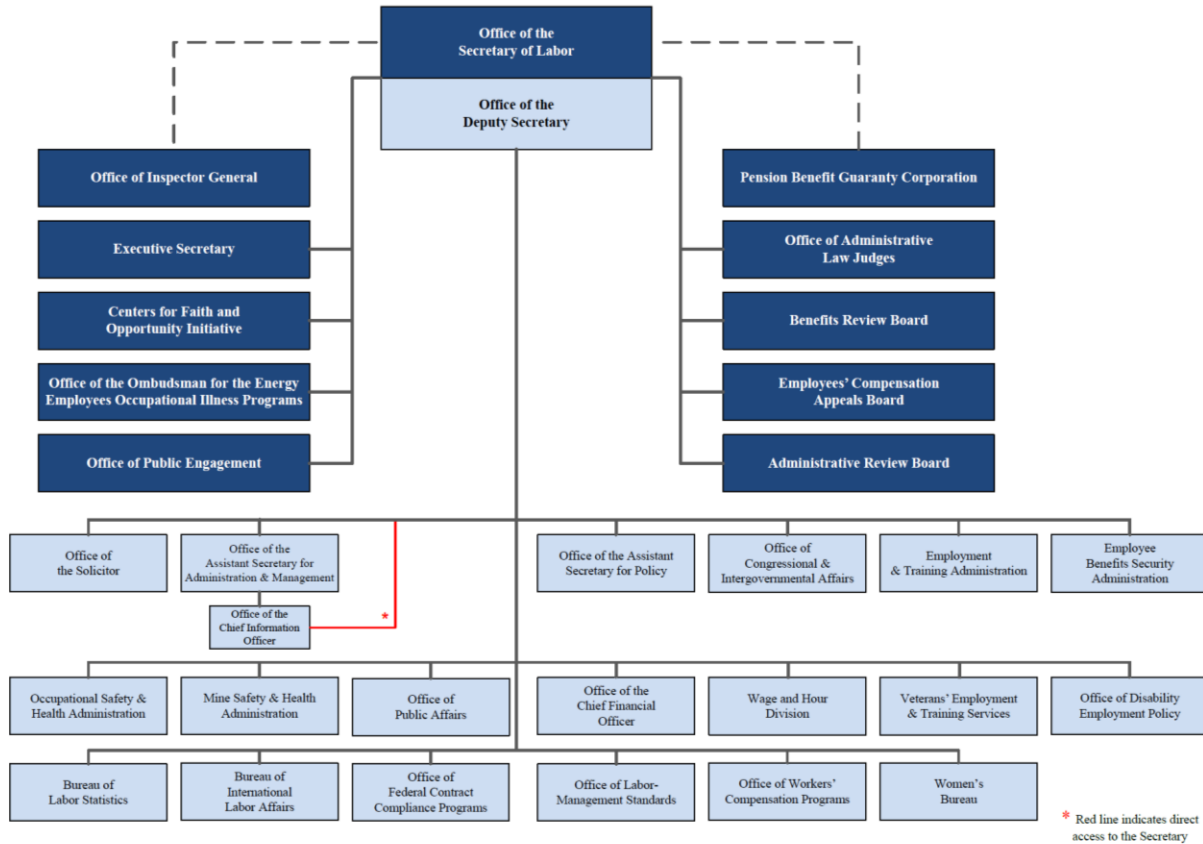 Office of the
Secretary of Labor
Office of the
Deputy Secretary
Office of Inspector General
Pension Benefit Guaranty Corporation
Executive Secretary
Office of Administrative
Law Judges
Centers for Faith and
Opportunity Initiative
Benefits Review Board
Office of the Ombudsman for the Energy
Employees Occupational Illness Programs
Employees’ Compensation
Appeals Board
Office of Public Engagement
Administrative Review Board
Office of
the Solicitor
Office of the
Assistant Secretary for
Administration & Management
Office of the Assistant
Secretary for Policy
Office of
Congressional &
Intergovernmental Affairs
Employment
& Training Administration
Employee
Benefits Security
Administration
Office of the
Chief Information
Officer
*
Occupational Safety &
Health Administration
Mine Safety & Health
Administration
Office of
Public Affairs
Office of the
Chief Financial
Officer
Wage and Hour
Division
Veterans’ Employment
& Training Services
Office of Disability
Employment Policy
Bureau of
Labor Statistics
Bureau of
International
Labor Affairs
Office of
Federal Contract
Compliance Programs
Office of Labor-
Management Standards
Office of Workers’
Compensation Programs
Women’s
Bureau
* Red line indicates direct
access to the Secretary